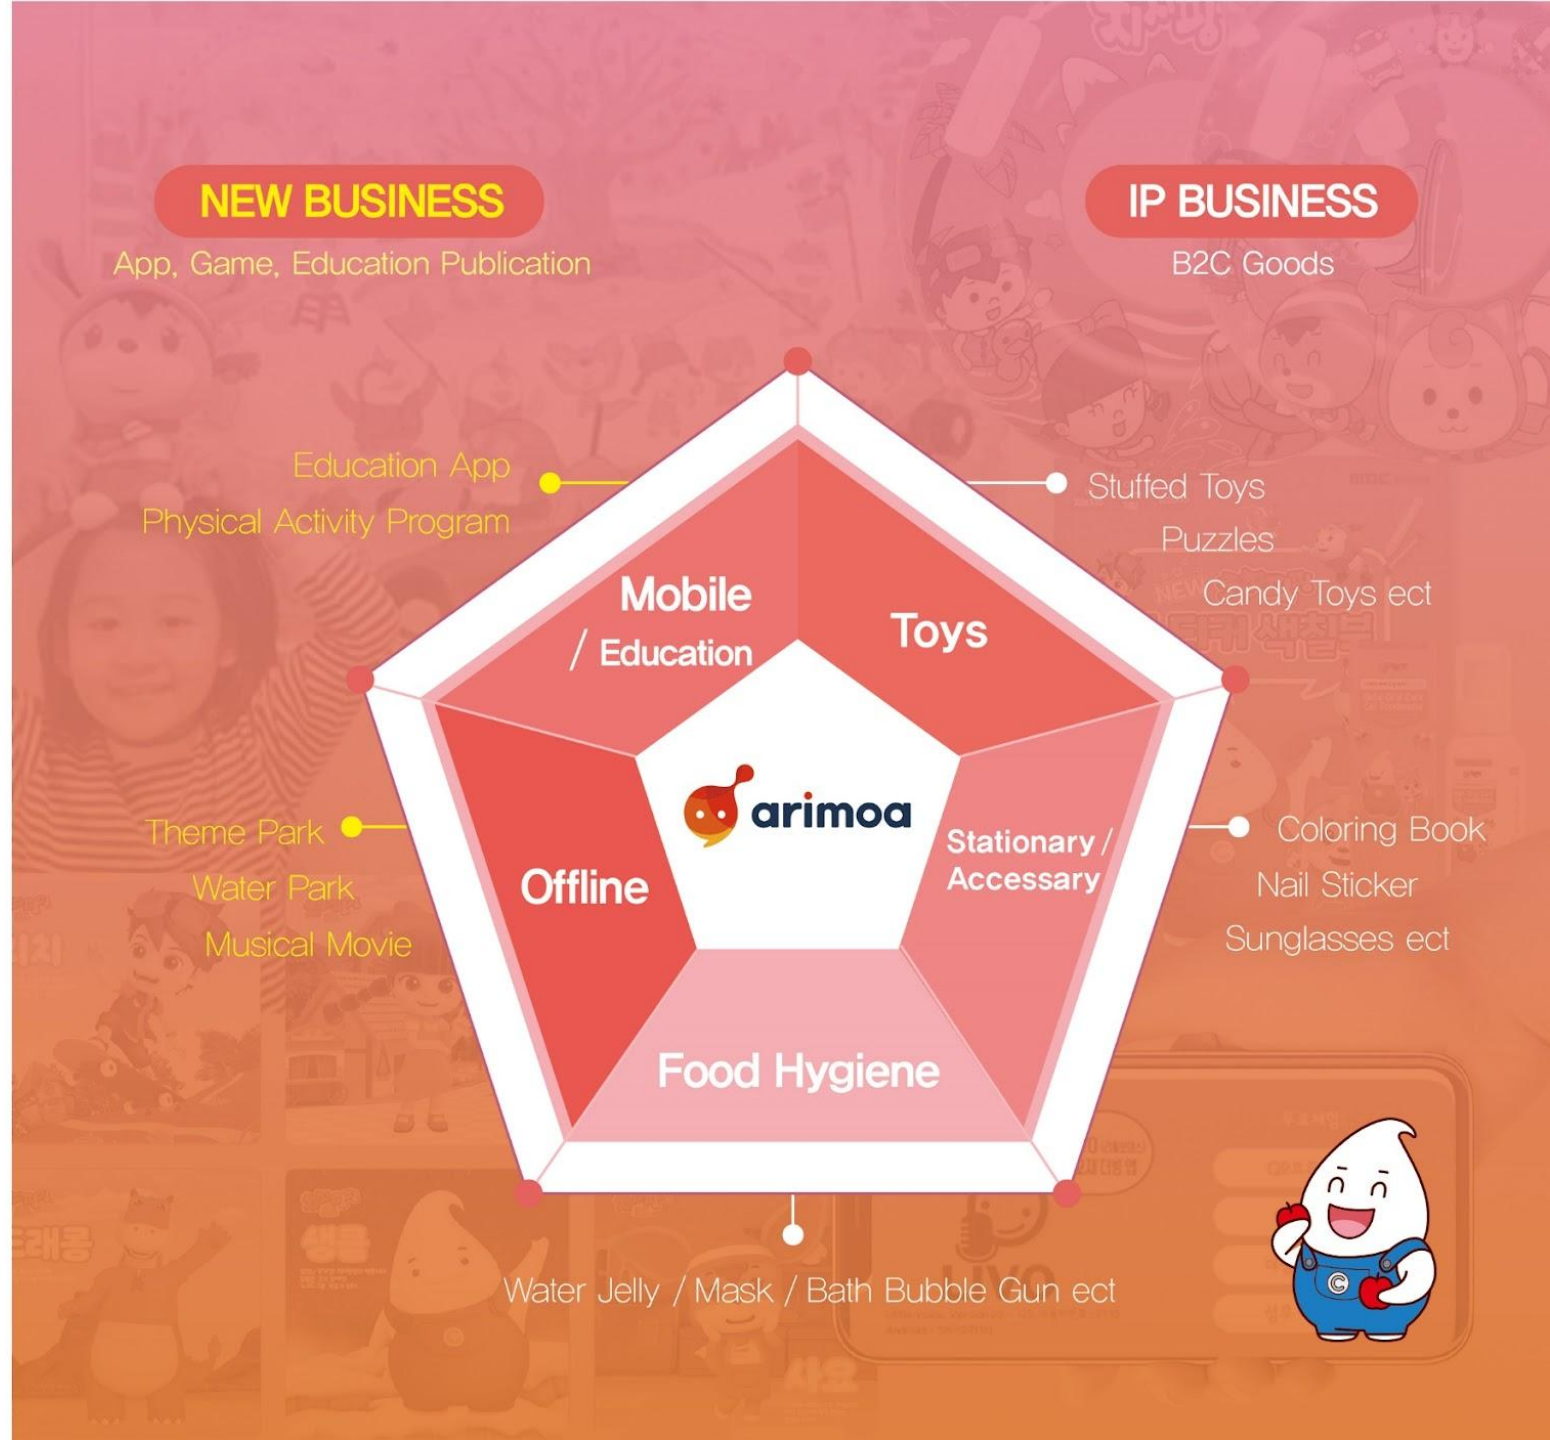 NEW BUSINESS
App, Game, Education Publication
IP BUSINESS
B2C Goods
Education App
Physical Activity Program
Stuffed Toys
Puzzles
Candy Toys ect
Mobile
/ Education
Toys
arimoa
Theme Park
Water Park
Musical Movie
Offline
Stationary /
Accessary
Coloring Book
Nail Sticker
Sunglasses ect
Food Hygiene
Water Jelly / Mask / Bath Bubble Gun ect
C